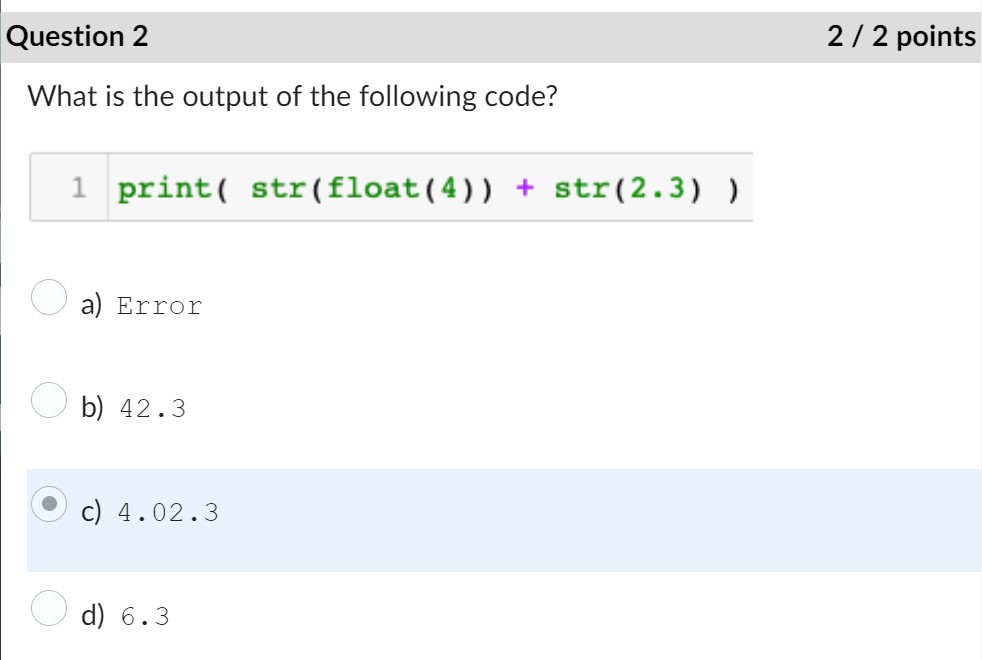 Question 2 2 / 2 points
What is the output of the following code?
1 print( str(float(4)) + str(2.3) )
a) Error
b) 42.3
c) 4.02.3
d) 6.3